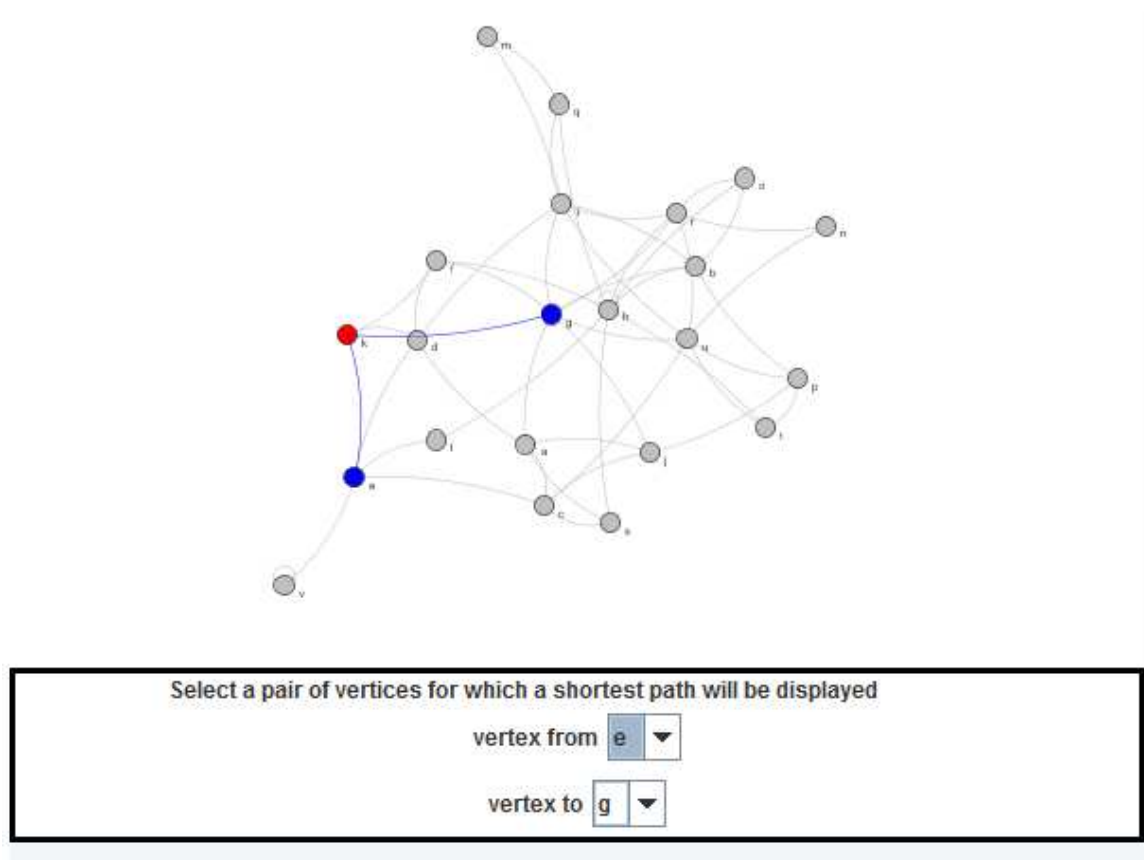 m
q
o
r
n
b
g
h
k
d
u
p
a
j
e
c
s
v
Select a pair of vertices for which a shortest path will be displayed
vertex from e
vertex to g